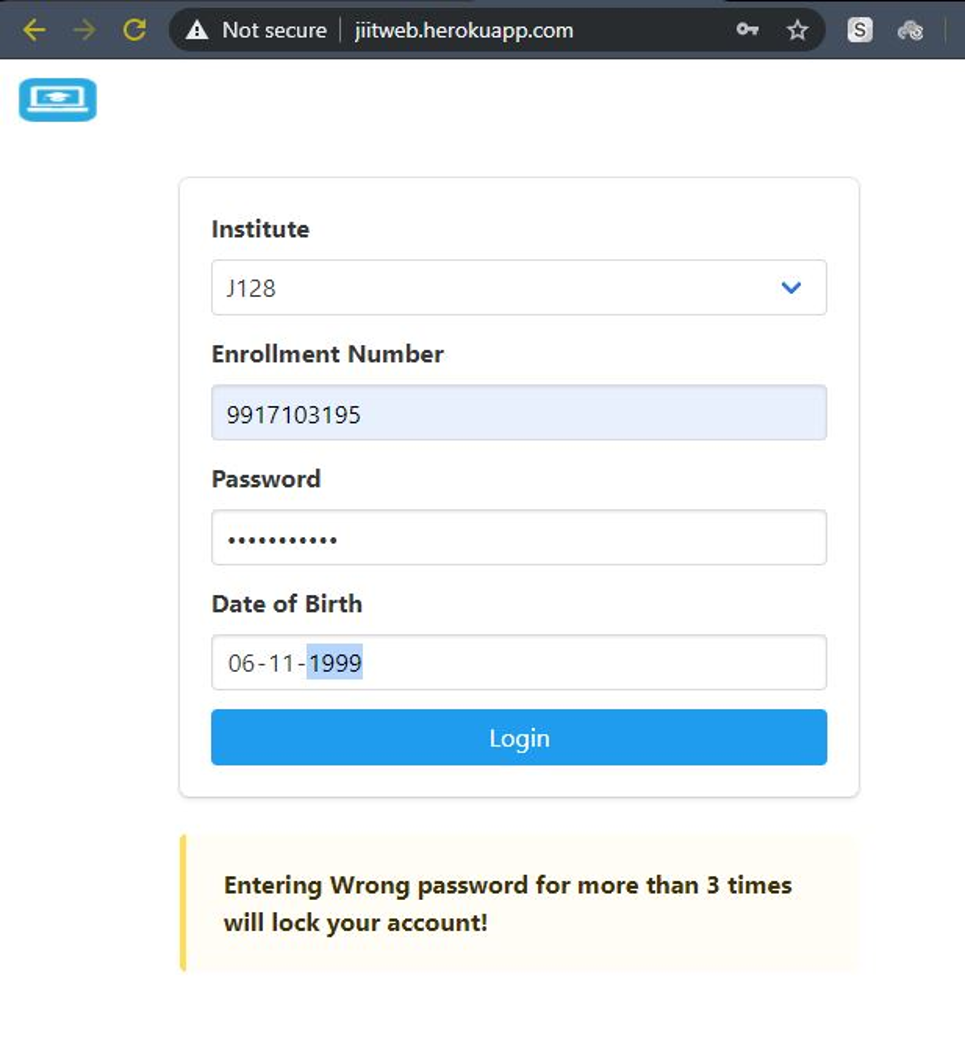 Not secure | jiitweb.herokuapp.com S
Institute
J128
Enrollment Number
9917103195
Password
•••••••••••
Date of Birth
06-11-1999
Login
Entering Wrong password for more than 3 times
will lock your account!